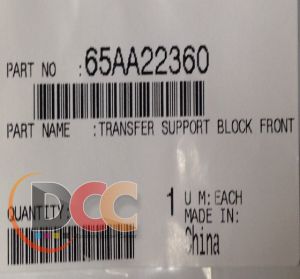 PART NO : 65AA22360
PART NAME : TRANSFER SUPPORT BLOCK FRONT
DCC
QUANTITY: 1 U M: EACH
MADE IN:
China